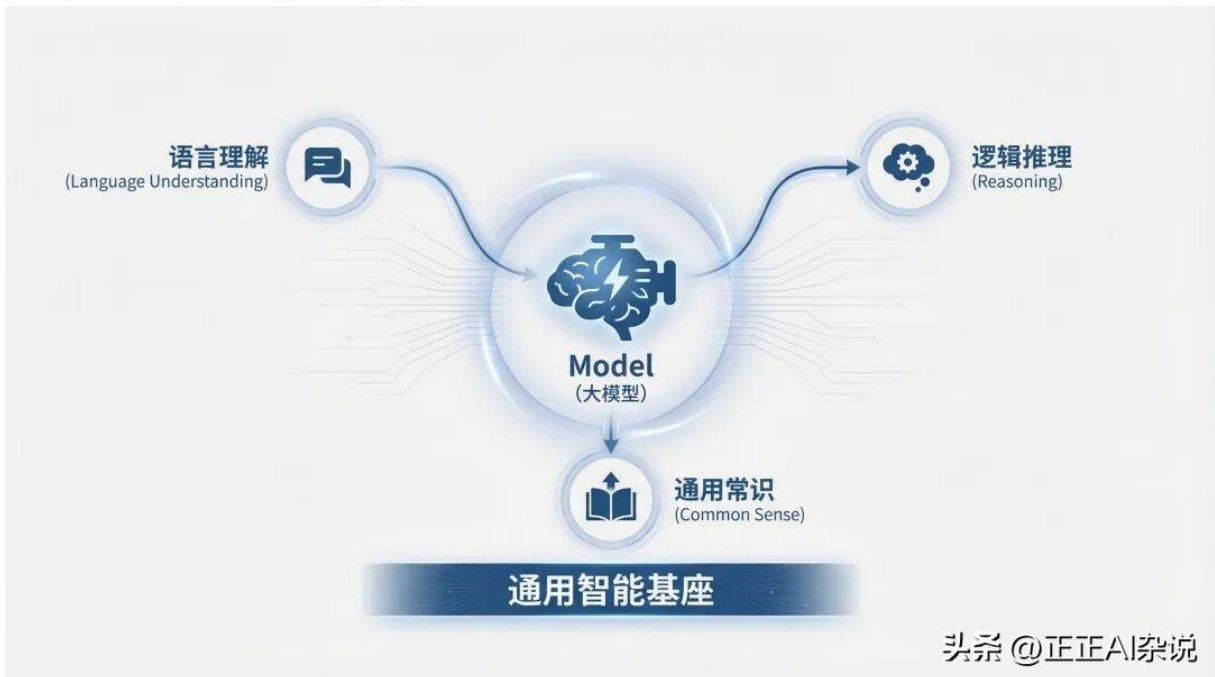 语言理解
(Language Understanding)
逻辑推理
(Reasoning)
Model
（大模型）
通用常识
(Common Sense)
通用智能基座
头条 @正正AI杂说